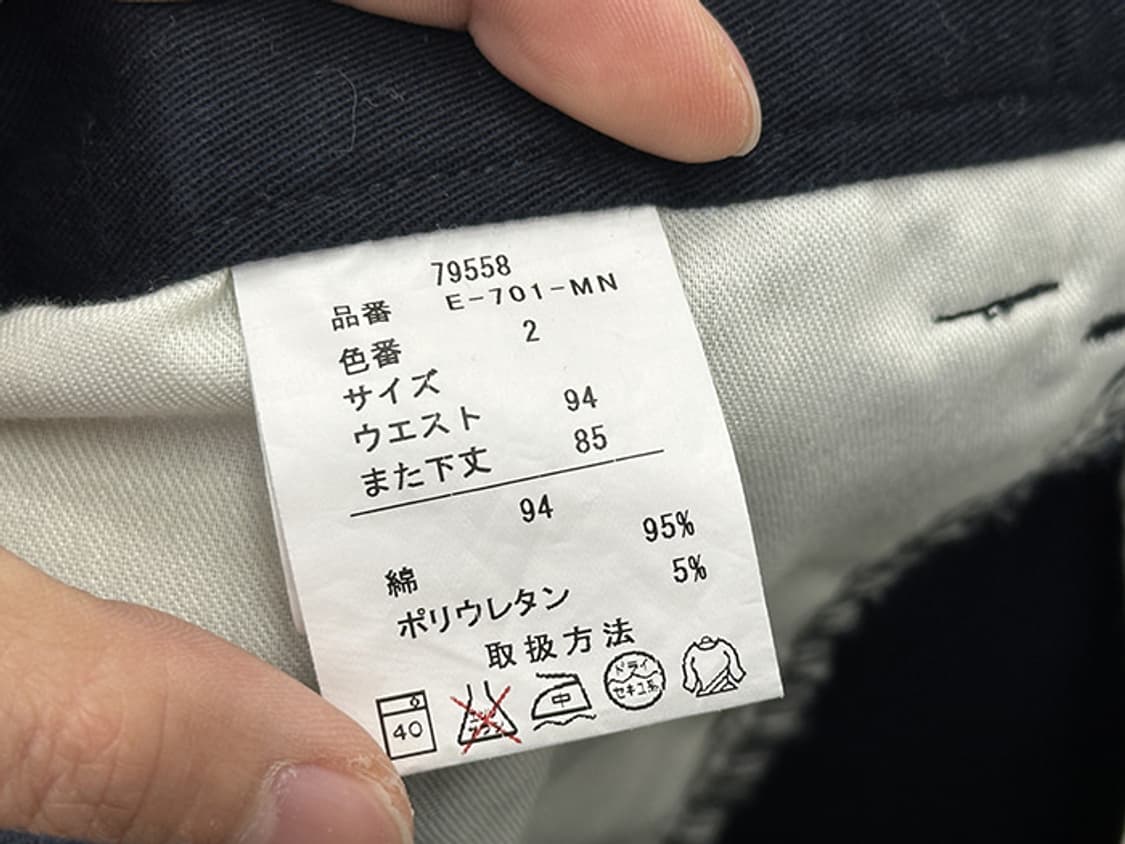 79558
品番 E-701-MN
色番 2
サイズ
ウエスト 94
また下丈 85
94
綿 95%
ポリウレタン 5%
取扱方法
40
中
ドライ
セキユ系